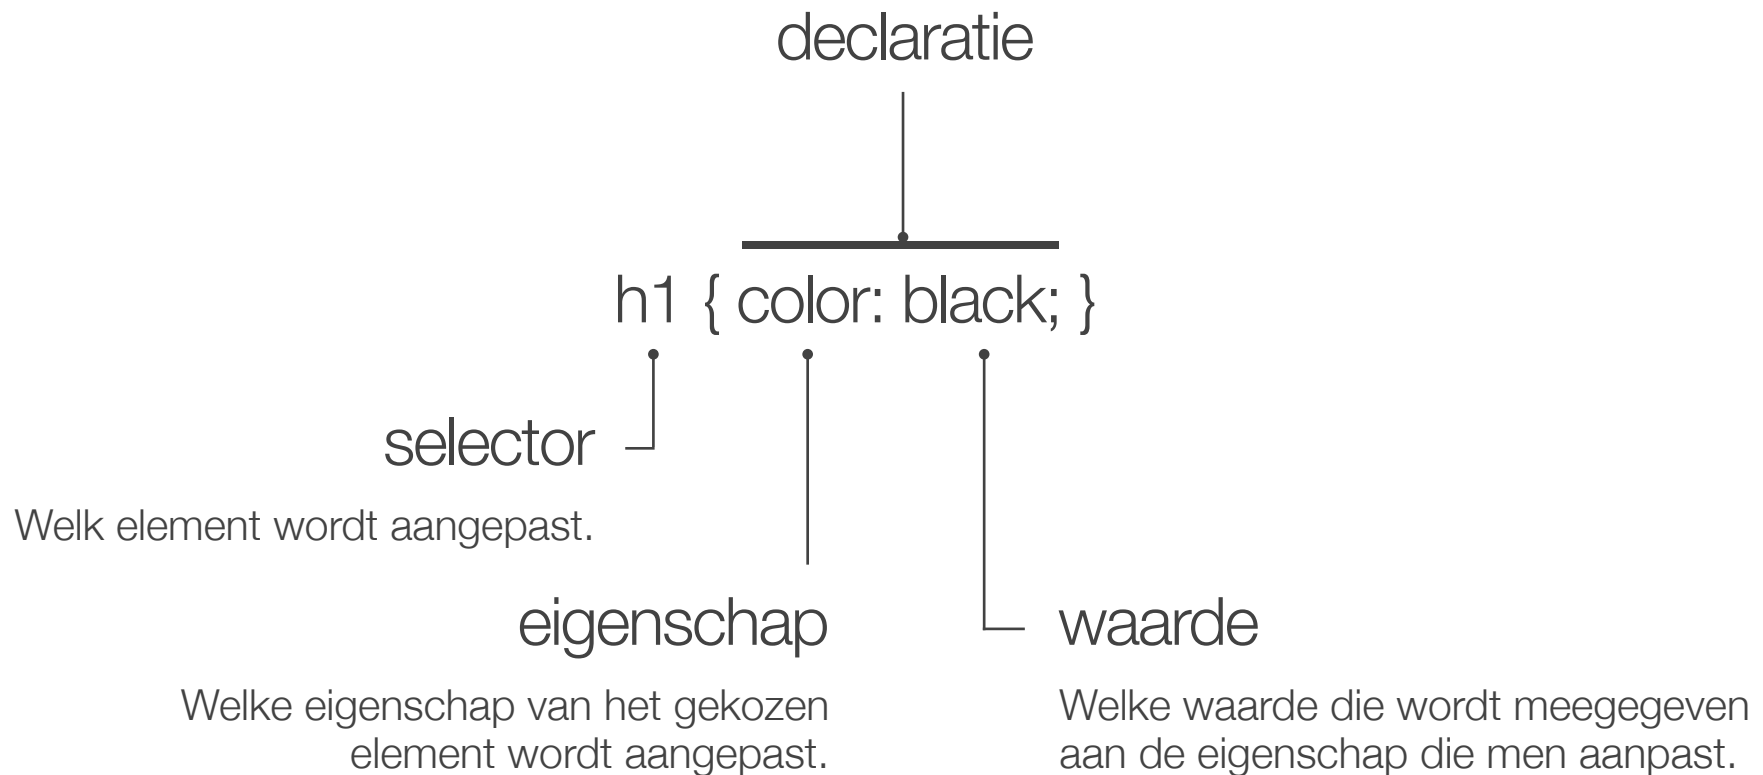 declaratie
h1 { color: black; }
selector
Welk element wordt aangepast.
eigenschap
Welke eigenschap van het gekozen
element wordt aangepast.
waarde
Welke waarde die wordt meegegeven
aan de eigenschap die men aanpast.